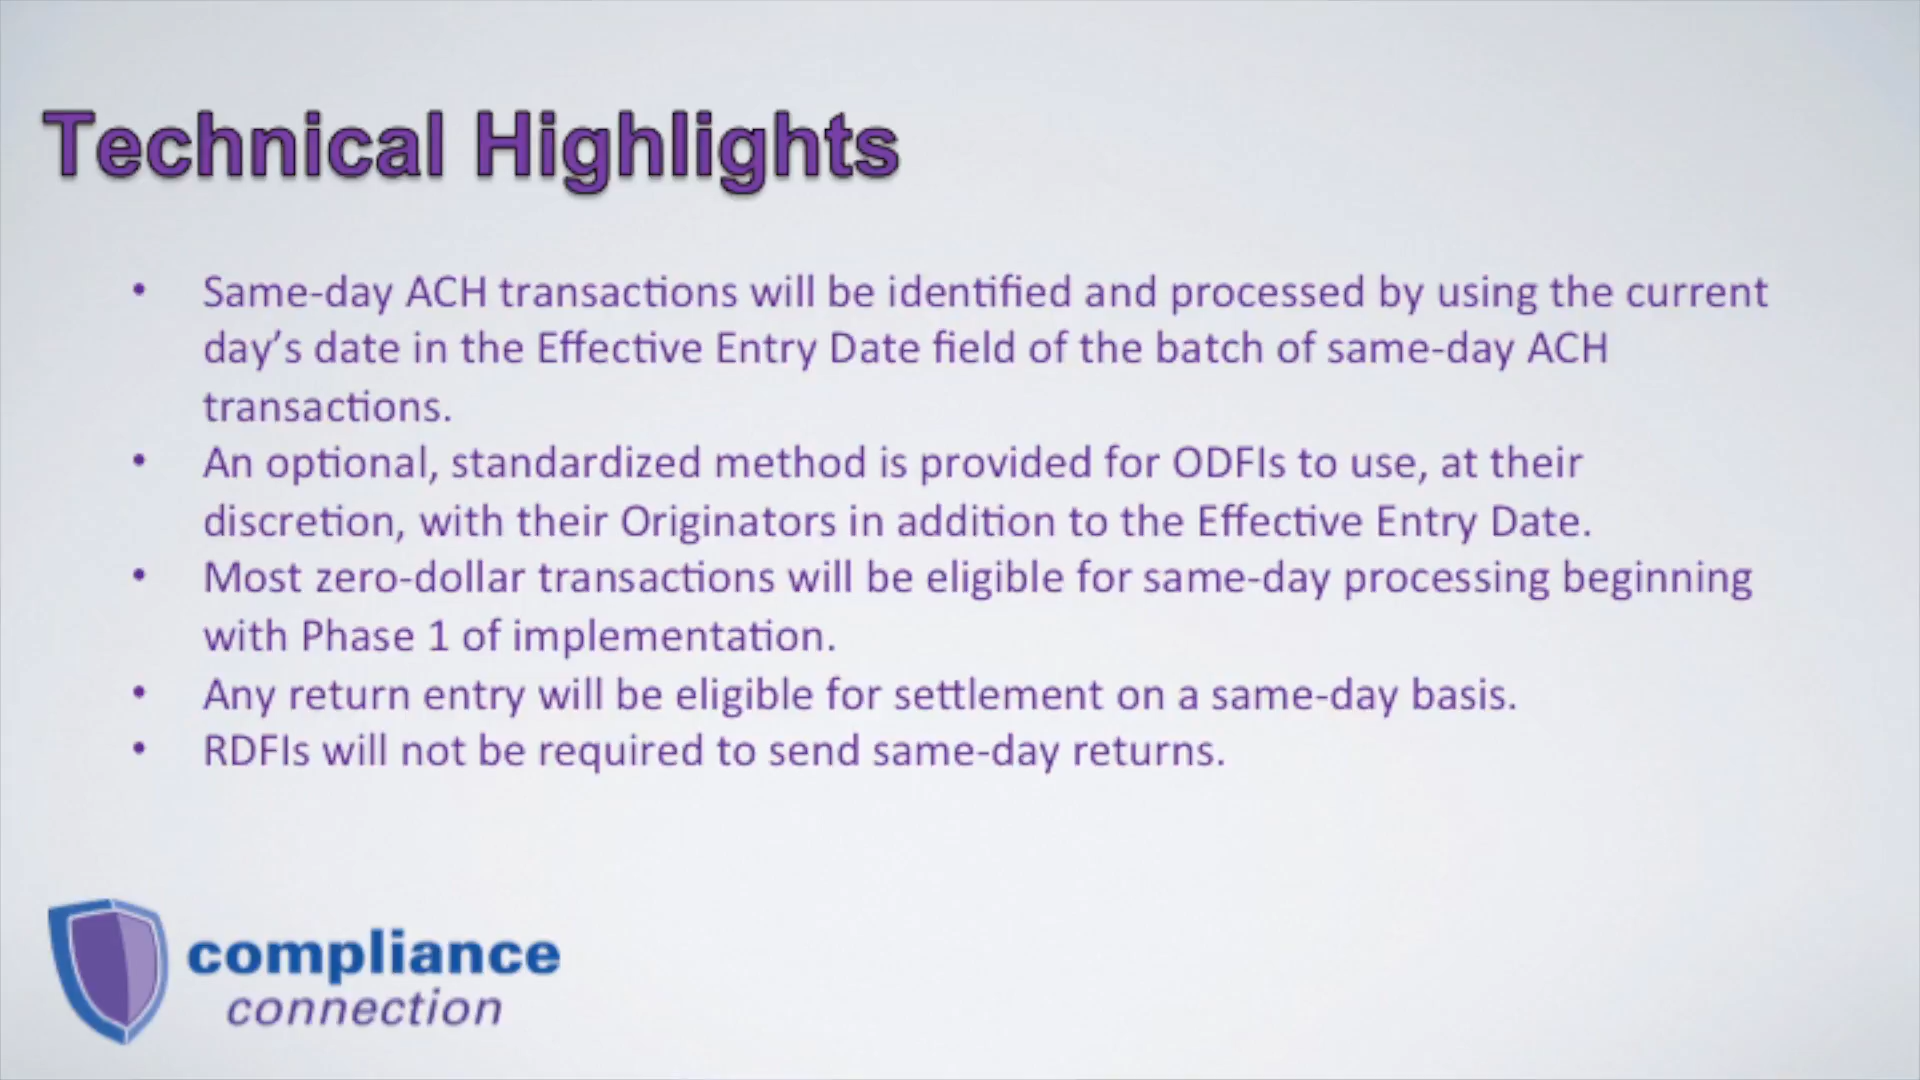 Technical Highlights
• Same-day ACH transactions will be identified and processed by using the current
day’s date in the Effective Entry Date field of the batch of same-day ACH
transactions.
• An optional, standardized method is provided for ODFIs to use, at their
discretion, with their Originators in addition to the Effective Entry Date.
• Most zero-dollar transactions will be eligible for same-day processing beginning
with Phase 1 of implementation.
• Any return entry will be eligible for settlement on a same-day basis.
• RDFIs will not be required to send same-day returns.
compliance
connection